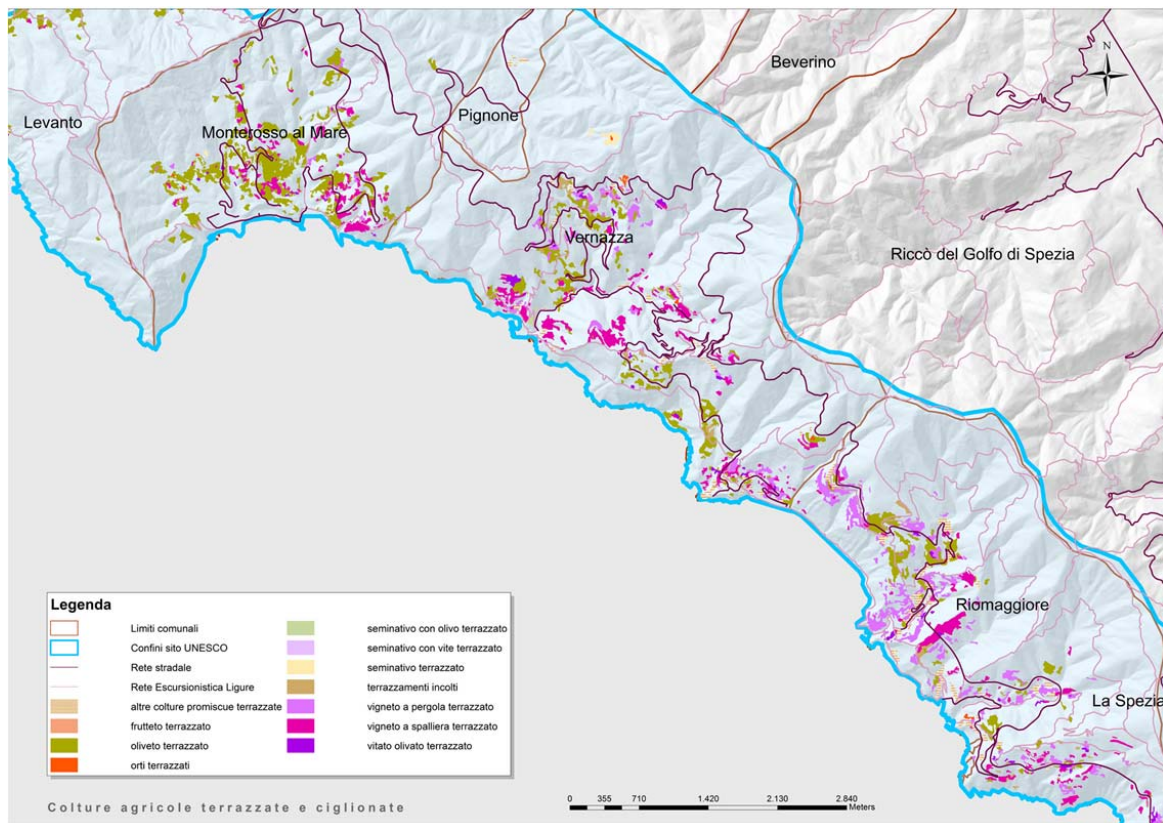 N
Beverino
Levanto
Pignone
Monterosso al Mare
Vernazza
Riccò del Golfo di Spezia
Riomaggiore
La Spezia
Legenda
Limiti comunali
Confini sito UNESCO
Rete stradale
Rete Escursionistica Ligure
altre colture promiscue terrazzate
frutteto terrazzato
oliveto terrazzato
orti terrazzati
seminativo con olivo terrazzato
seminativo con vite terrazzato
seminativo terrazzato
terrazzamenti incolti
vigneto a pergola terrazzato
vigneto a spalliera terrazzato
vitato olivato terrazzato
Colture agricole terrazzate e ciglionate
0 355 710 1.420 2.130 2.840
Meters